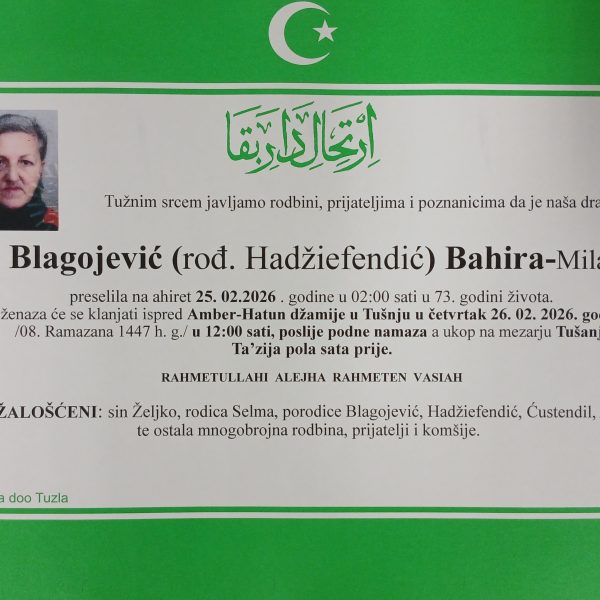 اِرْتِحَالِ دَارِ بَقَا
Tužnim srcem javljamo rodbini, prijateljima i poznanicima da je naša dra
Blagojević (rođ. Hadžiefendić) Bahira-Mila
preselila na ahiret 25. 02.2026 . godine u 02:00 sati u 73. godini života.
ženaza će se klanjati ispred Amber-Hatun džamije u Tušnju u četvrtak 26. 02. 2026. god
/08. Ramazana 1447 h. g./ u 12:00 sati, poslije podne namaza a ukop na mezarju Tušanj
Ta’zija pola sata prije.
RAHMETULLAHI ALEJHA RAHMETEN VASIAH
ŽALOŠĆENI: sin Željko, rodica Selma, porodice Blagojević, Hadžiefendić, Ćustendil,
te ostala mnogobrojna rodbina, prijatelji i komšije.
a doo Tuzla